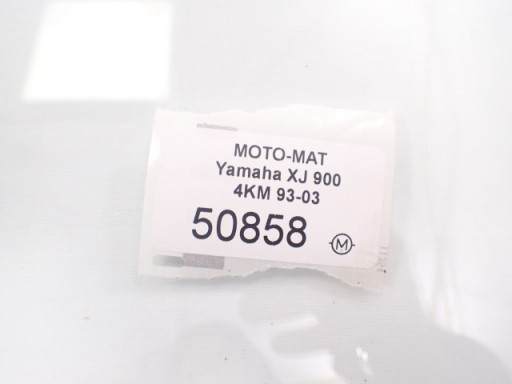 MOTO-MAT
Yamaha XJ 900
4KM 93-03
50858
M